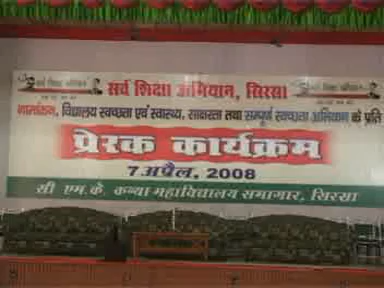 सर्व शिक्षा अभियान, सिरसा
नामांकन, विद्यालय स्वच्छता एवं स्वास्थ्य, साक्षरता तथा सम्पूर्ण स्वच्छता अभियान के प्रति
प्रेरक कार्यक्रम
7 अप्रैल, 2008
सी एम.के. कन्या महाविद्यालय सभागार, सिरसा